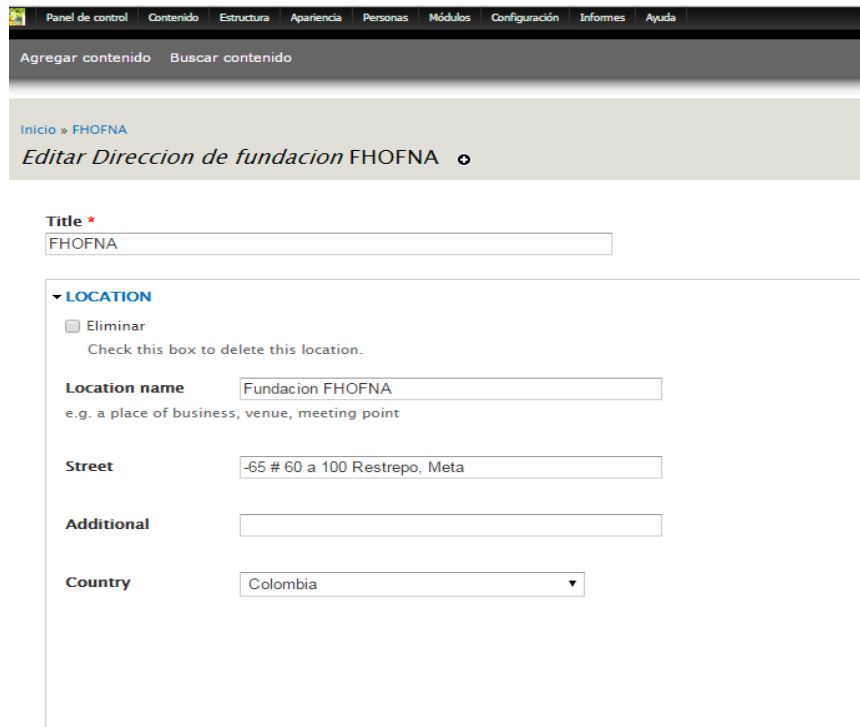 Panel de control Contenido Estructura Apariencia Personas Módulos Configuración Informes Ayuda
Agregar contenido Buscar contenido
Inicio » FHOFNA
Editar Direccion de fundacion FHOFNA
Title *
FHOFNA
LOCATION
Eliminar
Check this box to delete this location.
Location name Fundacion FHOFNA
e.g. a place of business, venue, meeting point
Street -65 # 60 a 100 Restrepo, Meta
Additional
Country Colombia